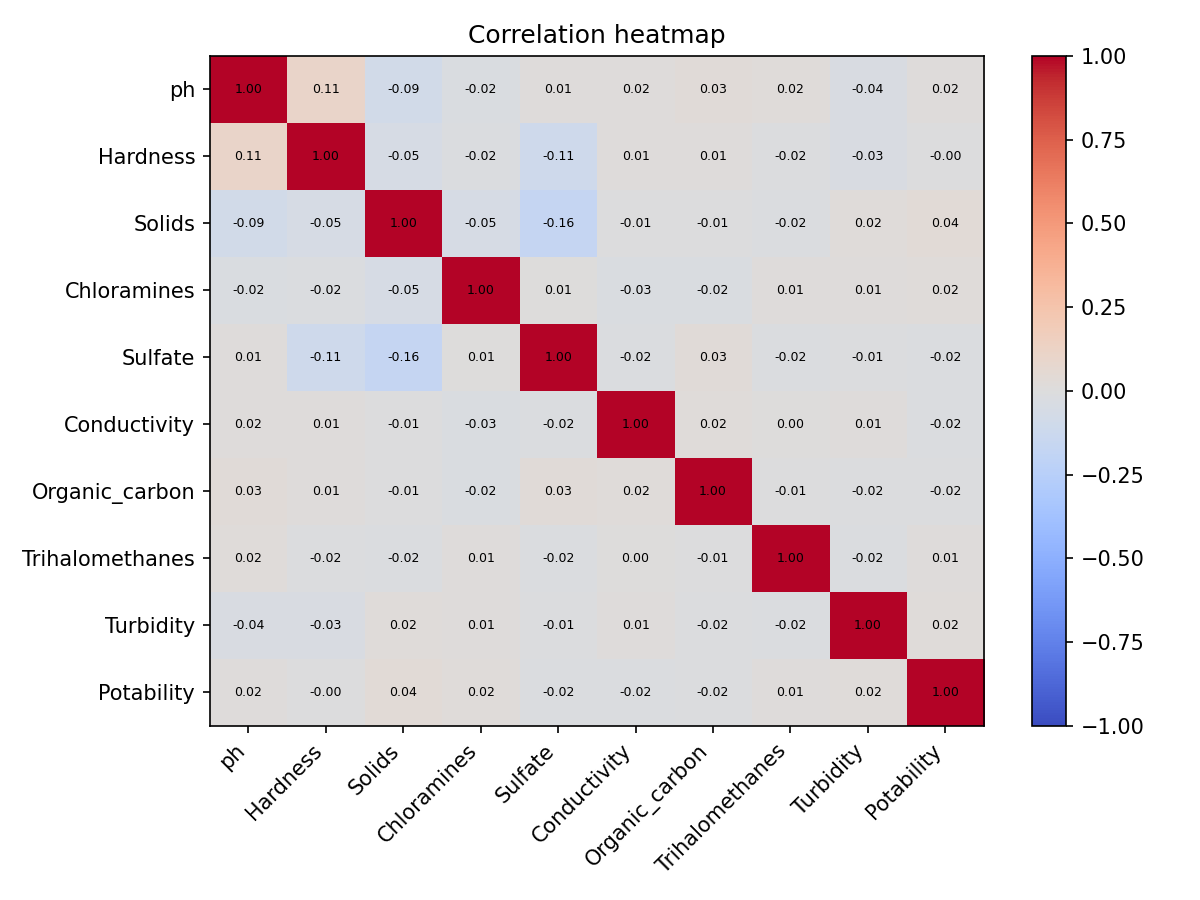 Correlation heatmap
ph 1.00 0.11 -0.09 -0.02 0.01 0.02 0.03 0.02 -0.04 0.02
Hardness 0.11 1.00 -0.05 -0.02 -0.11 0.01 0.01 -0.02 -0.03 -0.00
Solids -0.09 -0.05 1.00 -0.05 -0.16 -0.01 -0.01 -0.02 0.02 0.04
Chloramines -0.02 -0.02 -0.05 1.00 0.01 -0.03 -0.02 0.01 0.01 0.02
Sulfate 0.01 -0.11 -0.16 0.01 1.00 -0.02 0.03 -0.02 -0.01 -0.02
Conductivity 0.02 0.01 -0.01 -0.03 -0.02 1.00 0.02 0.00 0.01 -0.02
Organic_carbon 0.03 0.01 -0.01 -0.02 0.03 0.02 1.00 -0.01 -0.02 -0.02
Trihalomethanes 0.02 -0.02 -0.02 0.01 -0.02 0.00 -0.01 1.00 -0.02 0.01
Turbidity -0.04 -0.03 0.02 0.01 -0.01 0.01 -0.02 -0.02 1.00 0.02
Potability 0.02 -0.00 0.04 0.02 -0.02 -0.02 -0.02 0.01 0.02 1.00
ph Hardness Solids Chloramines Sulfate Conductivity Organic_carbon Trihalomethanes Turbidity Potability
1.00
0.75
0.50
0.25
0.00
−0.25
−0.50
−0.75
−1.00